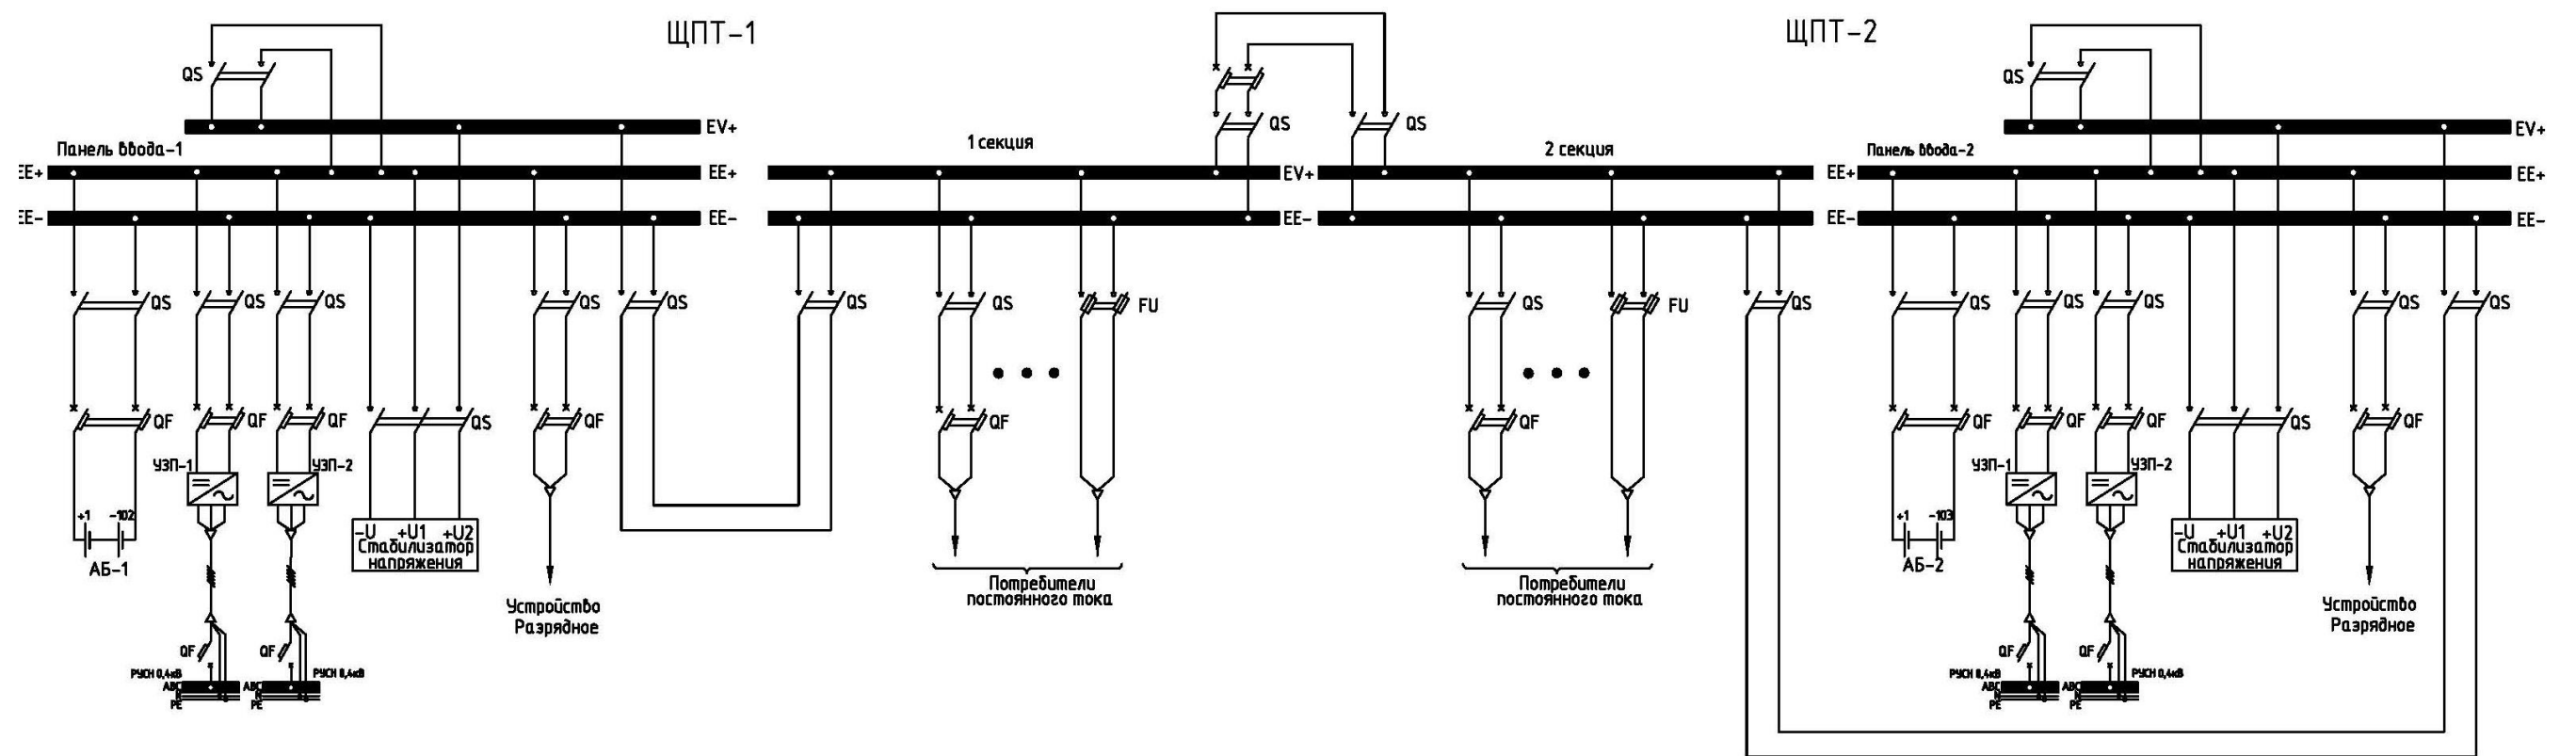 ЩПТ-1
ЩПТ-2
QS
QS
QS
QS
EV+
EV+
Панель ввода-1
1 секция
2 секция
Панель ввода-2
EE+
EE+
EV+
EE+
EE+
EE-
EE-
EE-
EE-
EE-
QS
QS
QS
QS
QS
QS
QS
FU
QS
FU
QS
QS
QS
QS
QS
QS
QF
QF
QF
QS
QF
QF
QF
QF
QF
QF
QS
QF
УЗП-1
УЗП-2
УЗП-1
УЗП-2
+1
-102
+1
-103
-U +U1 +U2
Стабилизатор
напряжения
-U +U1 +U2
Стабилизатор
напряжения
АБ-1
АБ-2
Потребители
постоянного тока
Потребители
постоянного тока
Устройство
Разрядное
Устройство
Разрядное
QF
QF
QF
QF
РУСН 0,4кВ
РУСН 0,4кВ
РУСН 0,4кВ
РУСН 0,4кВ
ABC
ABC
ABC
ABC
N
N
N
N
PE
PE
PE
PE